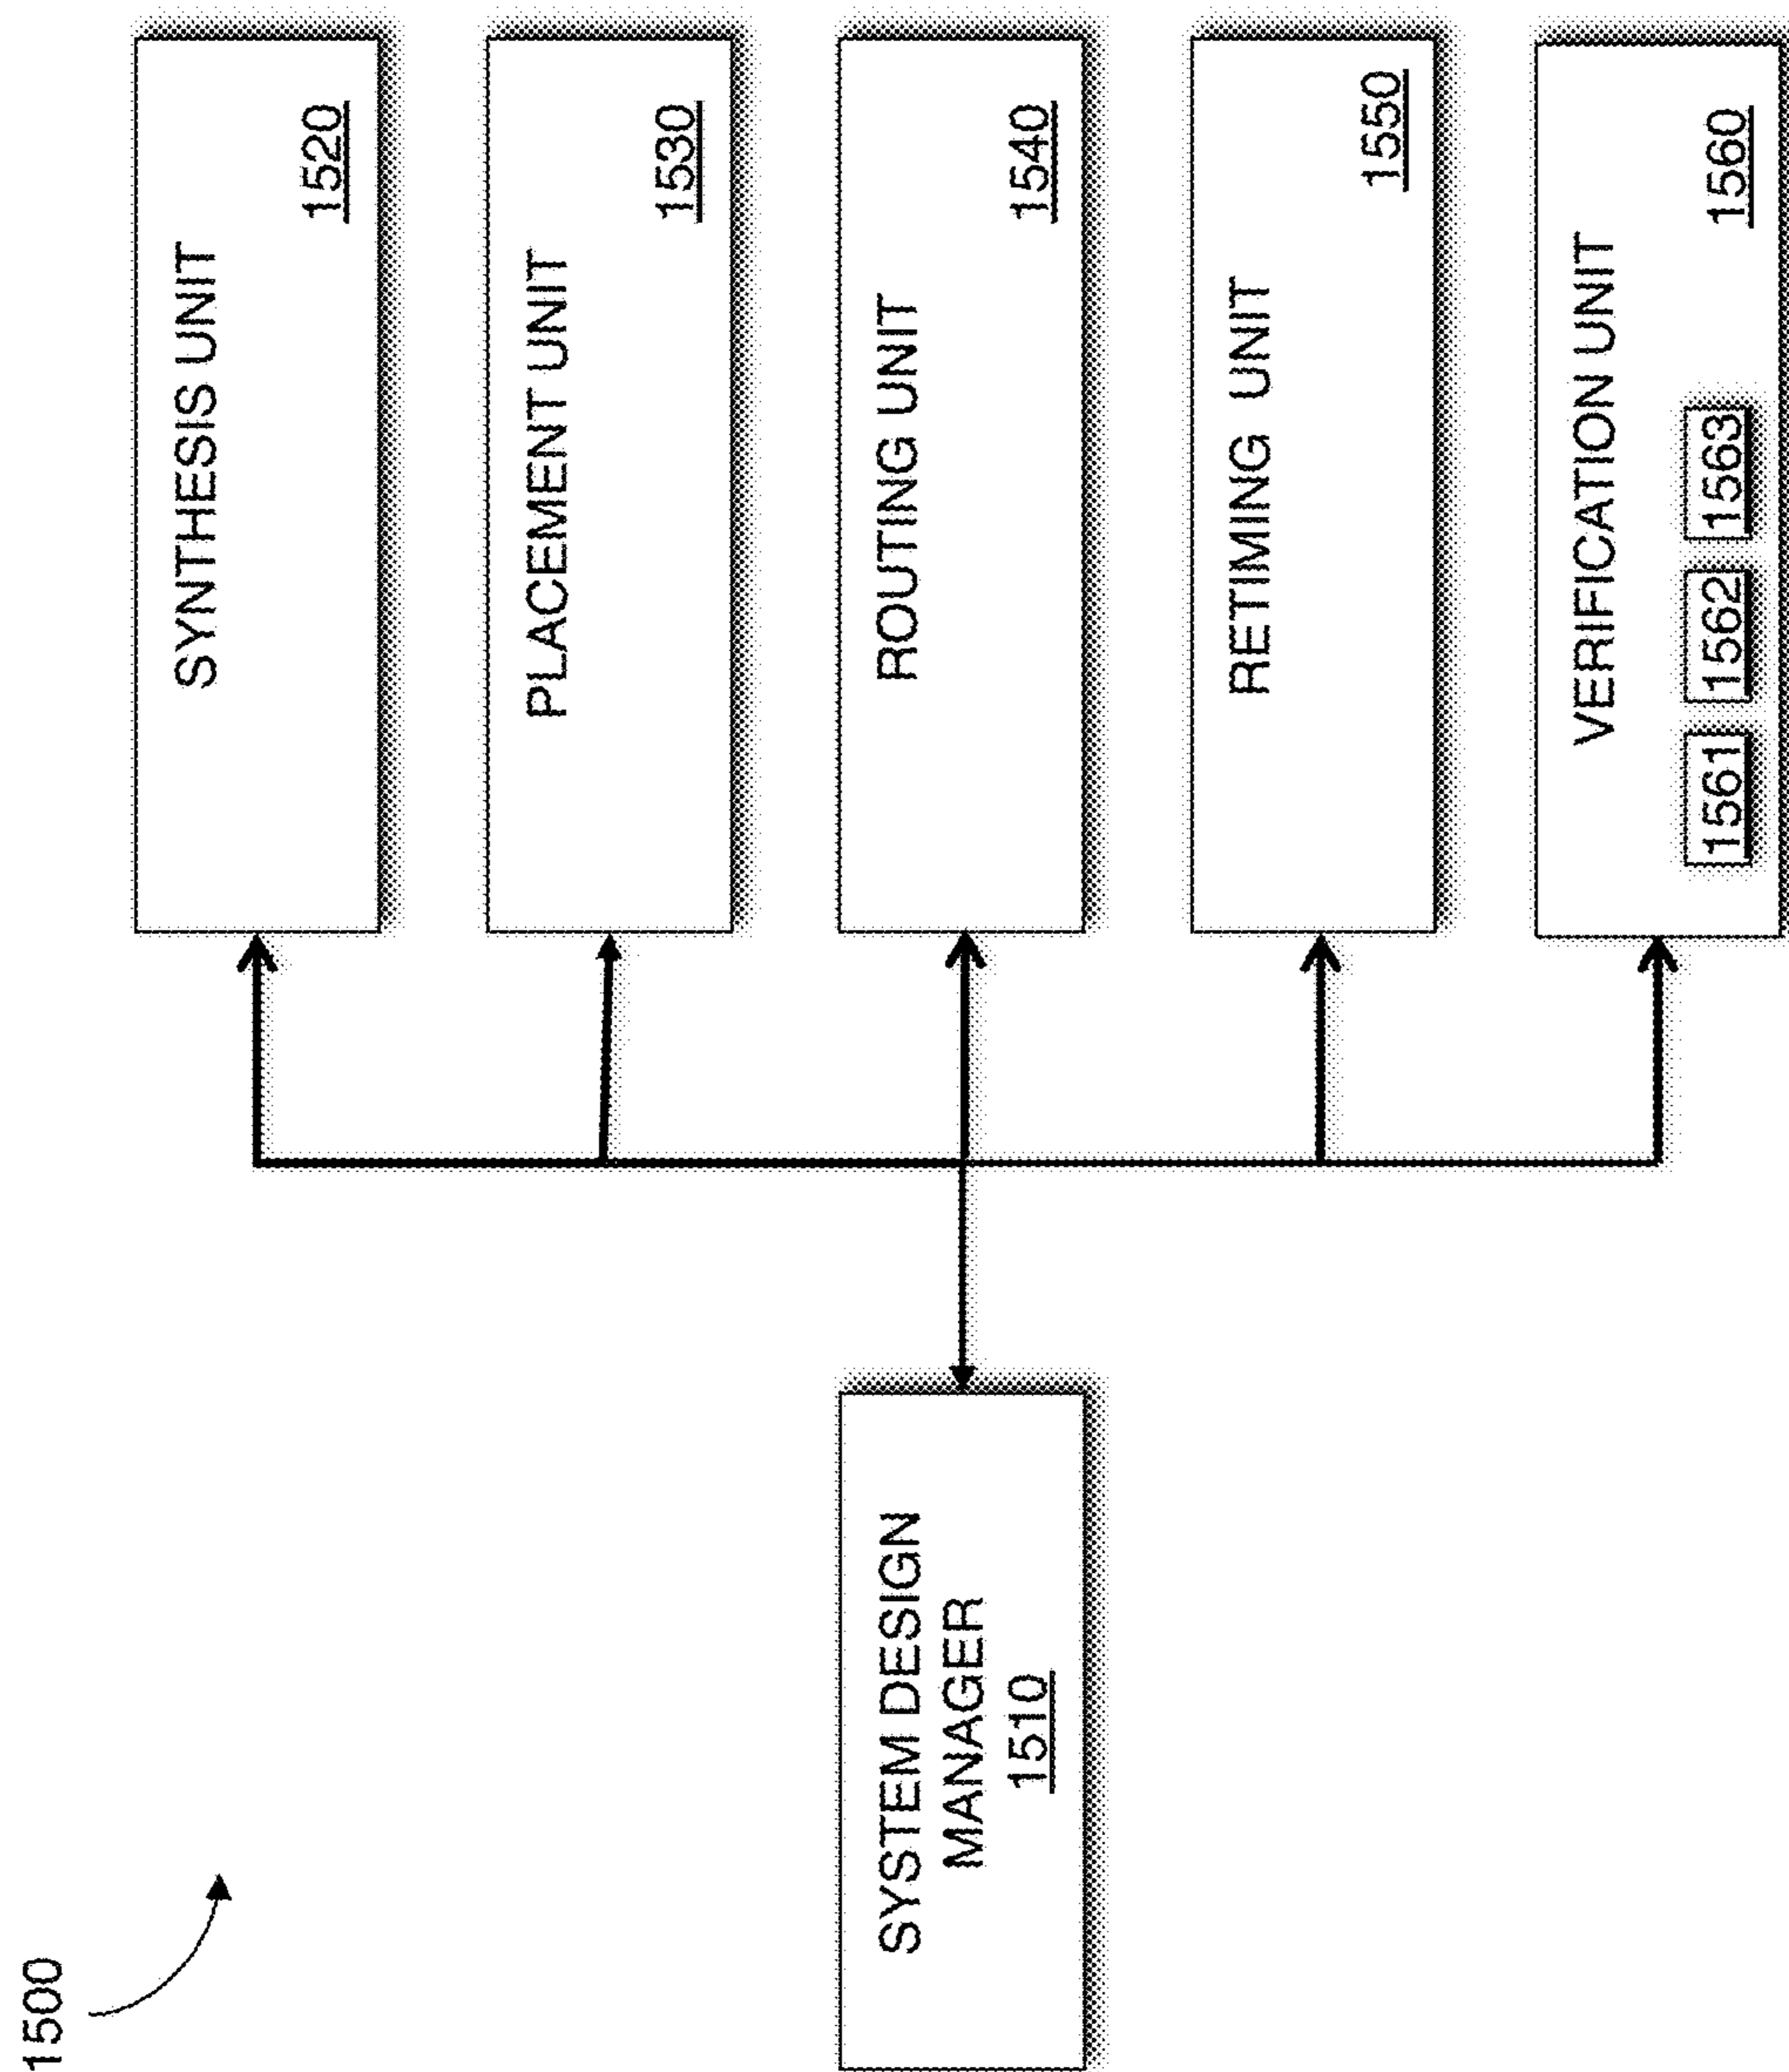 1500
SYSTEM DESIGN
MANAGER
1510
SYNTHESIS UNIT
1520
PLACEMENT UNIT
1530
ROUTING UNIT
1540
RETIMING UNIT
1550
VERIFICATION UNIT
1561 1562 1563 1560